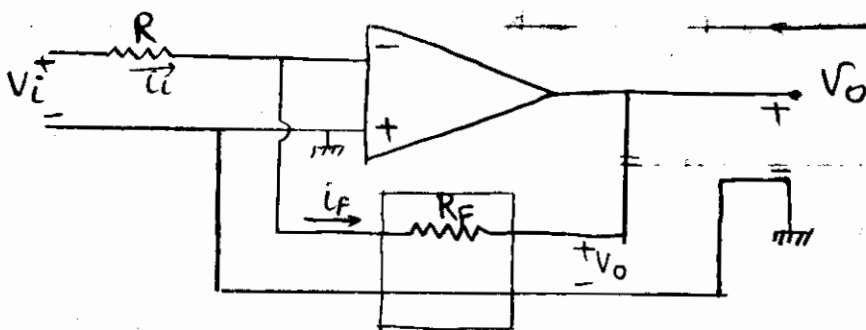 R
+
Vi
ii
-
-
+
Vo
+
=
iF
RF
+
Vo
-